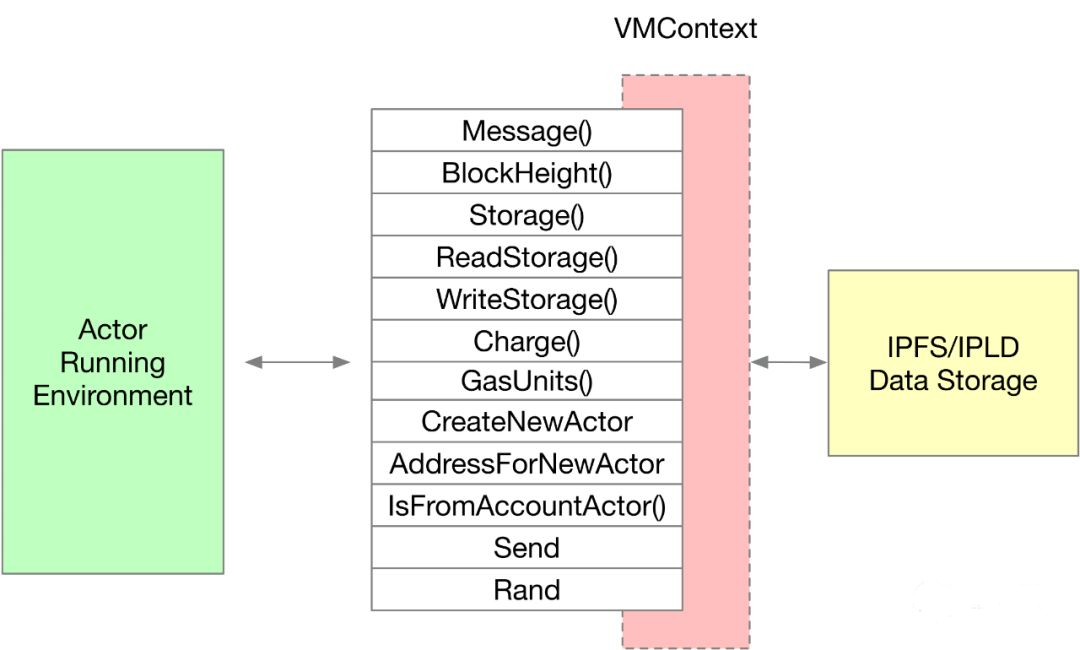 VMContext
Message()
BlockHeight()
Storage()
ReadStorage()
WriteStorage()
Charge()
GasUnits()
CreateNewActor
AddressForNewActor
IsFromAccountActor()
Send
Rand
Actor
Running
Environment
IPFS/IPLD
Data Storage